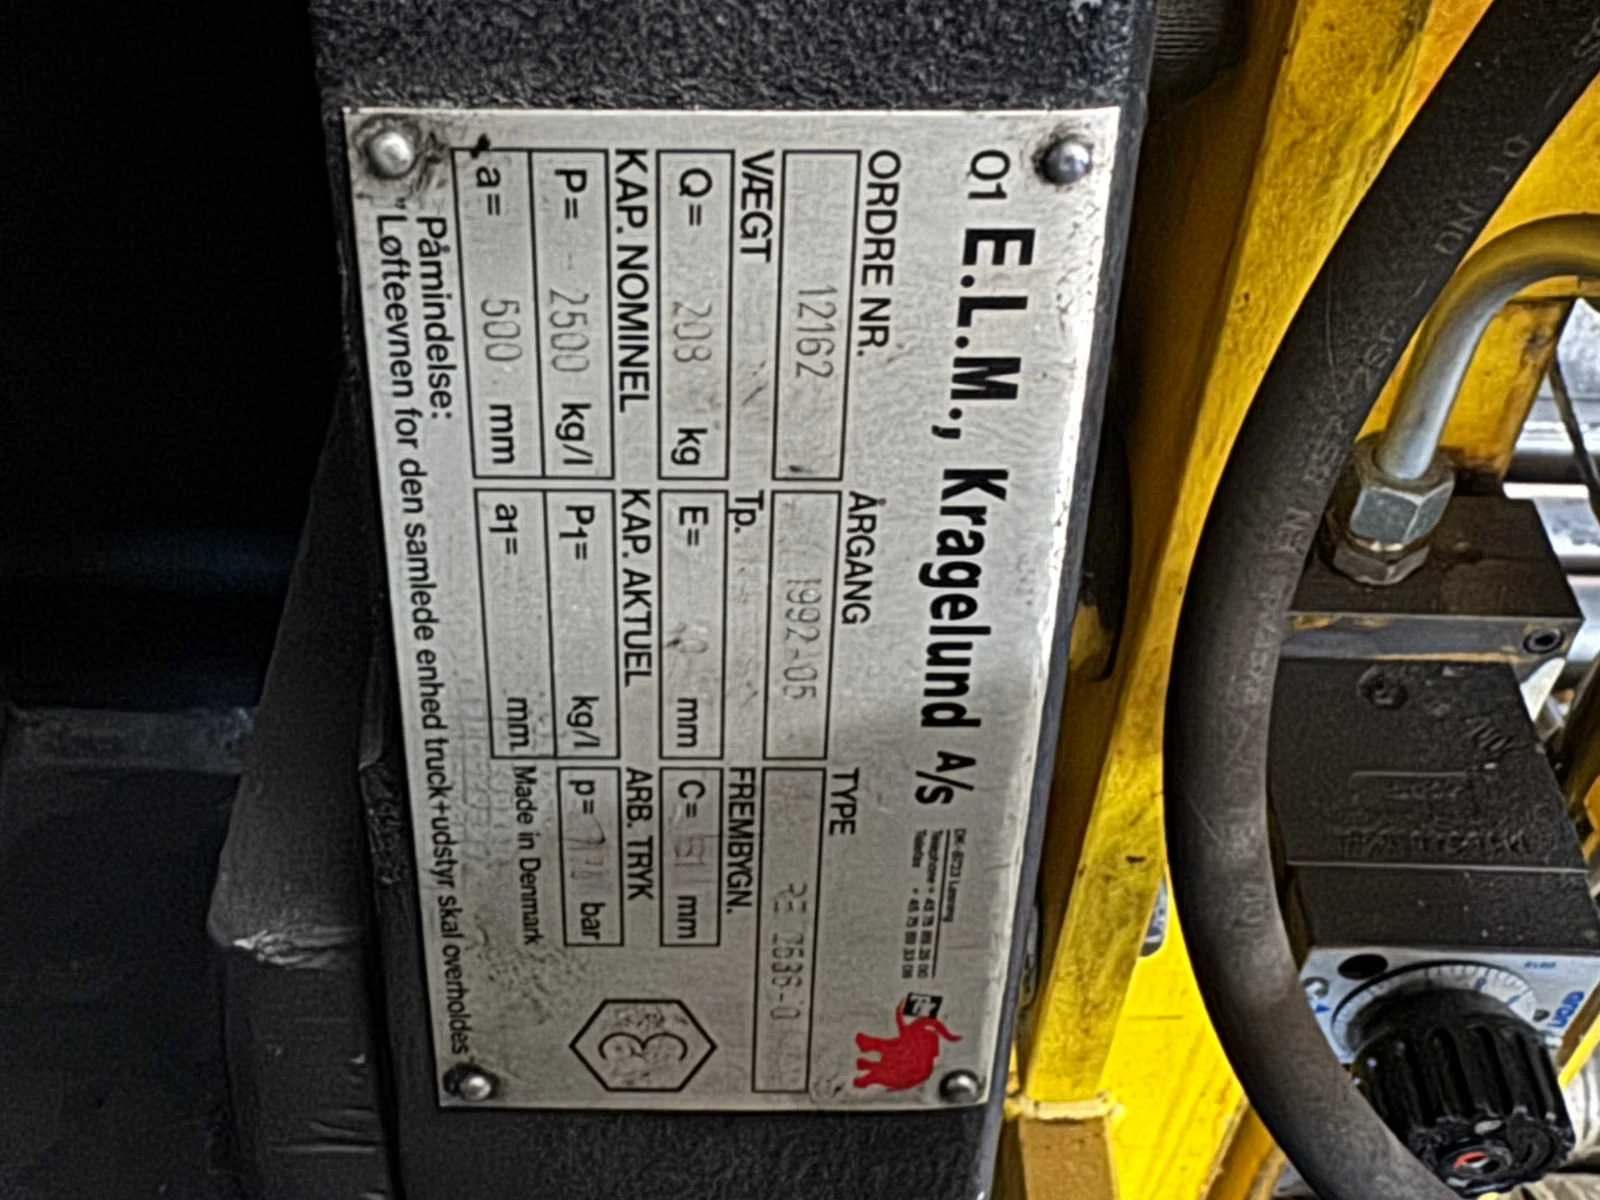 Q1 E.L.M., Kragelund A/S
ORDRE NR. ÅRGANG TYPE
12162 1992-05
VÆGT Tp. FREMBYGN.
Q= 208 kg E= mm C= mm
KAP. NOMINEL KAP. AKTUEL ARB. TRYK
P= 2500 kg/l P1= kg/l p= bar
a= 500 mm a1= mm. Made in Denmark
Påmindelse:
"Løfteevnen for den samlede enhed truck+udstyr skal overholdes"